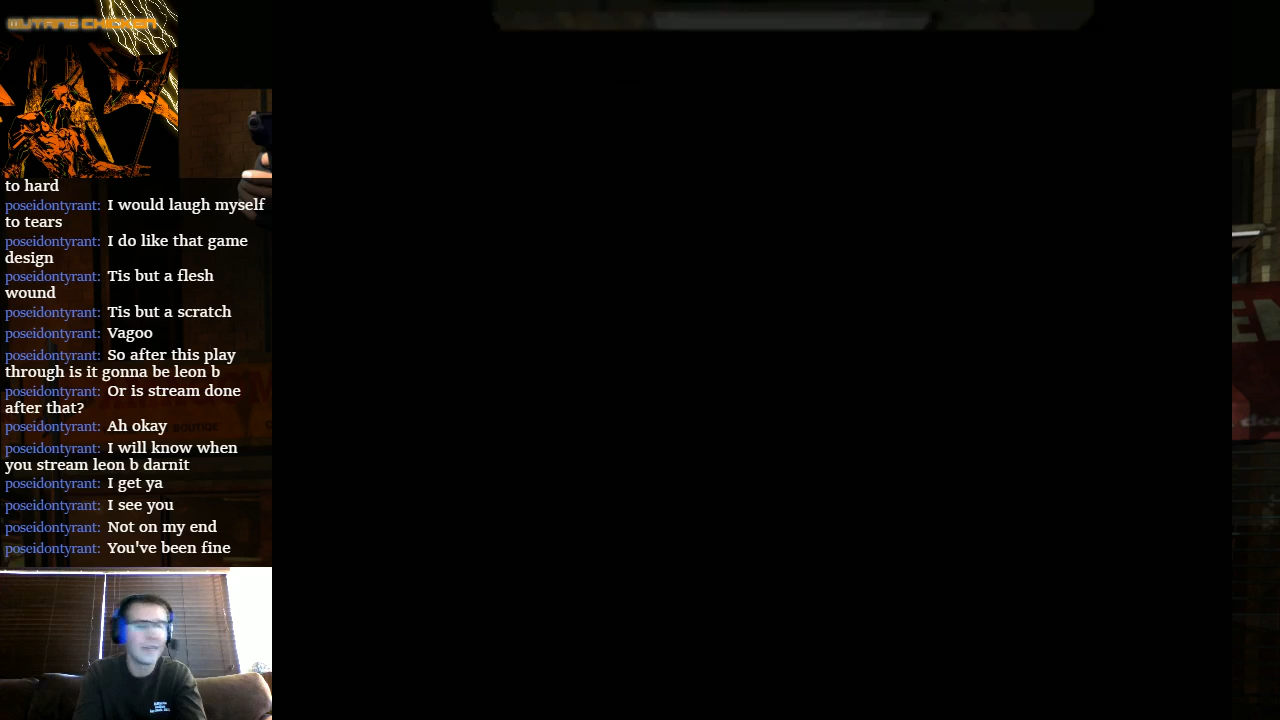 WUTANG CHICKEN
to hard
poseidontyrant: I would laugh myself
to tears
poseidontyrant: I do like that game
design
poseidontyrant: Tis but a flesh
wound
poseidontyrant: Tis but a scratch
poseidontyrant: Vagoo
poseidontyrant: So after this play
through is it gonna be leon b
poseidontyrant: Or is stream done
after that?
poseidontyrant: Ah okay
poseidontyrant: I will know when
you stream leon b darnit
poseidontyrant: I get ya
poseidontyrant: I see you
poseidontyrant: Not on my end
poseidontyrant: You've been fine